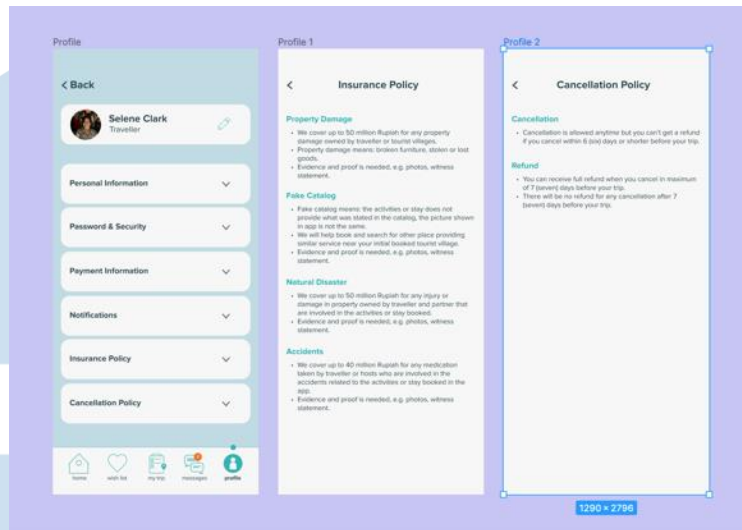 Profile
< Back
Selene Clark
Traveller
Personal Information
Password & Security
Payment Information
Notifications
Insurance Policy
Cancellation Policy
home
wish list
my trip
messages
profile
Profile 1
Insurance Policy
Property Damage
• We cover up to 50 million Rupiah for any property
damage owned by traveller or tourist villages.
• Property damage means: broken furniture, stolen or lost
goods.
• Evidence and proof is needed, e.g. photos, witness
statement.
Fake Catalog
• Fake catalog means: the activities or stay does not
provide what was stated in the catalog, the picture shown
in app is not the same.
• We will help book and search for other place providing
similar service near your initial booked tourist village.
• Evidence and proof is needed, e.g. photos, witness
statement.
Natural Disaster
• We cover up to 50 million Rupiah for any injury or
damage in property owned by traveller and partner that
are involved in the activities or stay booked.
• Evidence and proof is needed, e.g. photos, witness
statement.
Accidents
• We cover up to 40 million Rupiah for any medication
taken by traveller or hosts who are involved in the
accidents related to the activities or stay booked in the
app.
• Evidence and proof is needed, e.g. photos, witness
statement.
Profile 2
Cancellation Policy
Cancellation
• Cancellation is allowed anytime but you can't get a refund
if you cancel within 6 (six) days or shorter before your trip.
Refund
• You can receive full refund when you cancel in maximum
of 7 (seven) days before your trip.
• There will be no refund for any cancellation after 7
(seven) days before your trip.
1290 × 2796